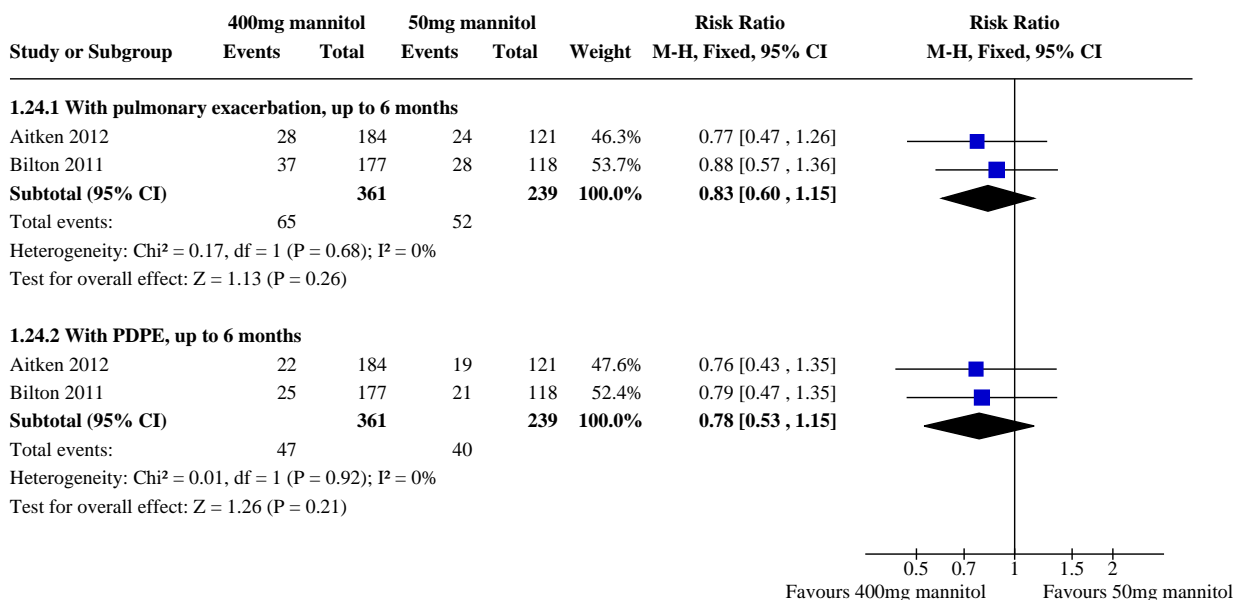 400mg mannitol 50mg mannitol Risk Ratio Risk Ratio
Study or Subgroup Events Total Events Total Weight M-H, Fixed, 95% CI M-H, Fixed, 95% CI
1.24.1 With pulmonary exacerbation, up to 6 months
Aitken 2012 28 184 24 121 46.3% 0.77 [0.47 , 1.26]
Bilton 2011 37 177 28 118 53.7% 0.88 [0.57 , 1.36]
Subtotal (95% CI) 361 239 100.0% 0.83 [0.60 , 1.15]
Total events: 65 52
Heterogeneity: Chi² = 0.17, df = 1 (P = 0.68); I² = 0%
Test for overall effect: Z = 1.13 (P = 0.26)
1.24.2 With PDPE, up to 6 months
Aitken 2012 22 184 19 121 47.6% 0.76 [0.43 , 1.35]
Bilton 2011 25 177 21 118 52.4% 0.79 [0.47 , 1.35]
Subtotal (95% CI) 361 239 100.0% 0.78 [0.53 , 1.15]
Total events: 47 40
Heterogeneity: Chi² = 0.01, df = 1 (P = 0.92); I² = 0%
Test for overall effect: Z = 1.26 (P = 0.21)
0.5 0.7 1 1.5 2
Favours 400mg mannitol Favours 50mg mannitol